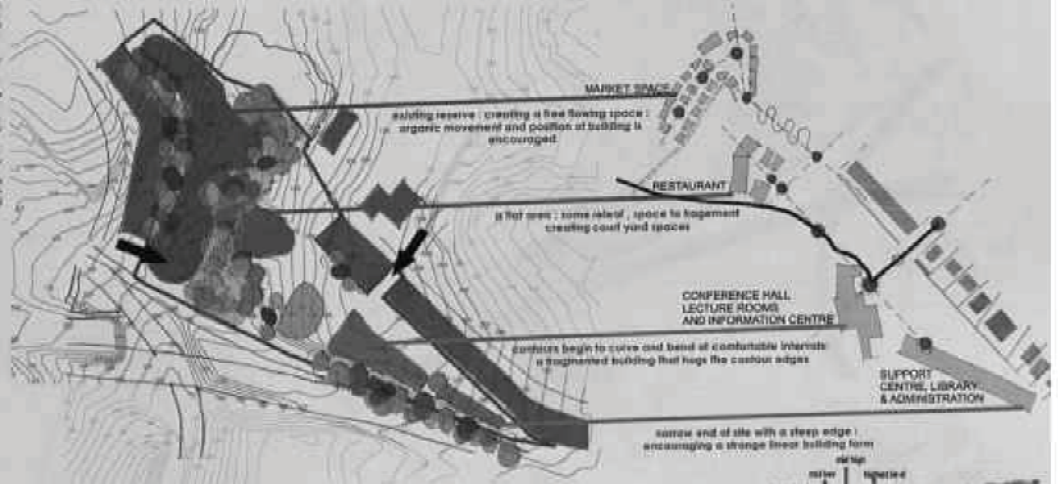 MARKET SPACE
existing reserve : creating a free flowing space :
organic movement and position of building is
encouraged.
RESTAURANT
a flat area : some releaf , space to fragement
creating court yard spaces
CONFERENCE HALL
LECTURE ROOMS
AND INFORMATION CENTRE
contours begin to curve and bend at comfortable intervals
a fragmented building that hugs the contour edges
SUPPORT
CENTRE, LIBRARY
& ADMINISTRATION
narrow end of site with a steep edge :
encouraging a strange linear building form